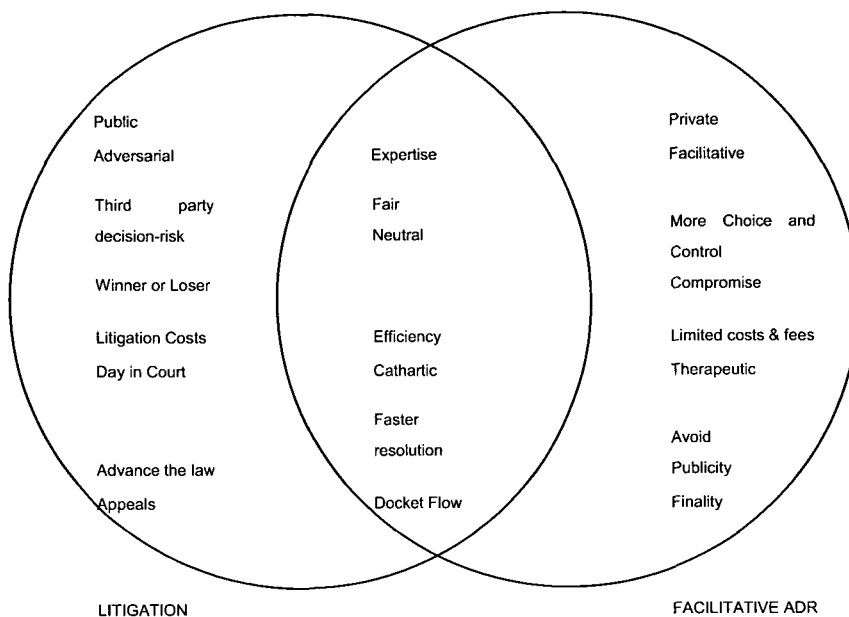 Public
Adversarial
Third party
decision-risk
Winner or Loser
Litigation Costs
Day in Court
Advance the law
Appeals
Expertise
Fair
Neutral
Efficiency
Cathartic
Faster
resolution
Docket Flow
Private
Facilitative
More Choice and
Control
Compromise
Limited costs & fees
Therapeutic
Avoid
Publicity
Finality
LITIGATION
FACILITATIVE ADR